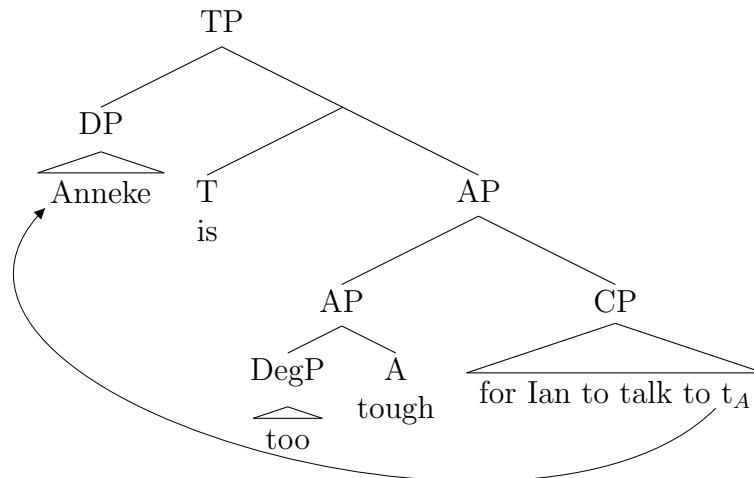 TP
DP
Anneke
T
is
AP
AP
CP
DegP
A
too
tough
for Ian to talk to t_A